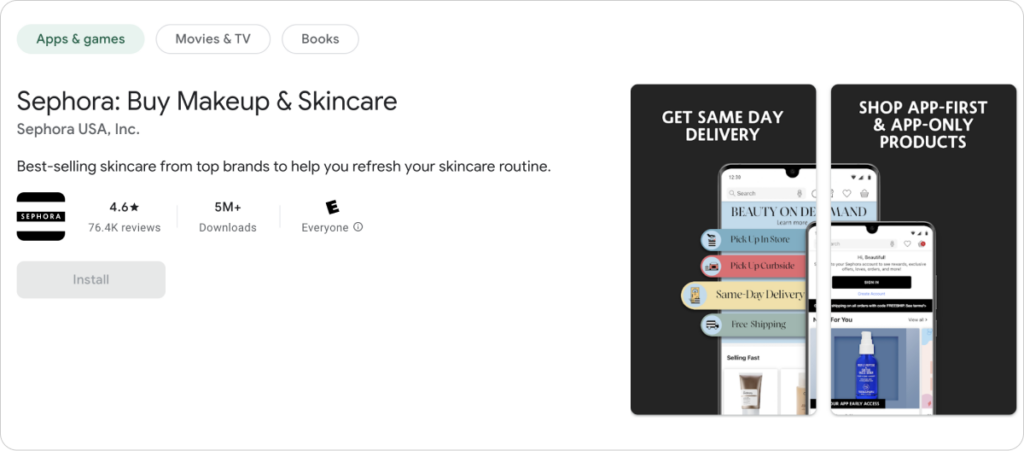 Apps & games
Movies & TV
Books
Sephora: Buy Makeup & Skincare
Sephora USA, Inc.
Best-selling skincare from top brands to help you refresh your skincare routine.
SEPHORA
4.6★
76.4K reviews
5M+
Downloads
E
Everyone
Install
GET SAME DAY
DELIVERY
12:30
Search
BEAUTY ON DEMAND
Learn more
Pick Up In Store
Pick Up Curbside
Same-Day Delivery
Free Shipping
Selling Fast
SHOP APP-FIRST
& APP-ONLY
PRODUCTS
Hi, Beautiful!
SIGN IN
Create Account
For You
View all >
OUR APP EARLY ACCESS